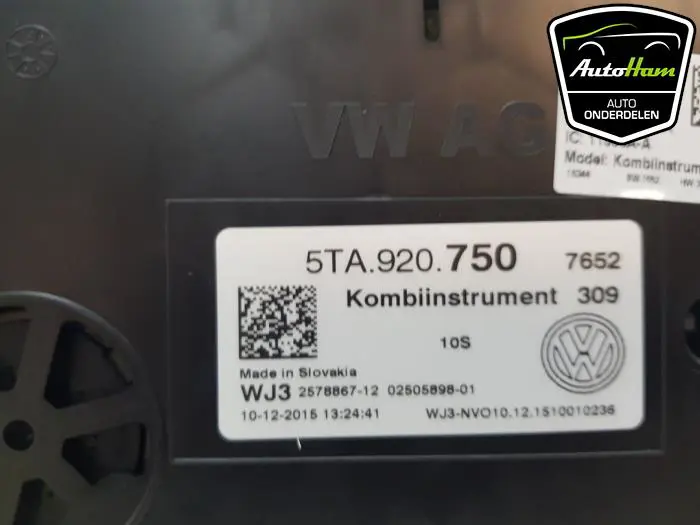 AutoHam
AUTO
ONDERDELEN
VW AG
Model: Kombiinstrum
5TA.920.750 7652
Kombiinstrument 309
10S
Made in Slovakia
WJ3 2578867-12 02505898-01
10-12-2015 13:24:41 WJ3-NVO10.12.1510010236